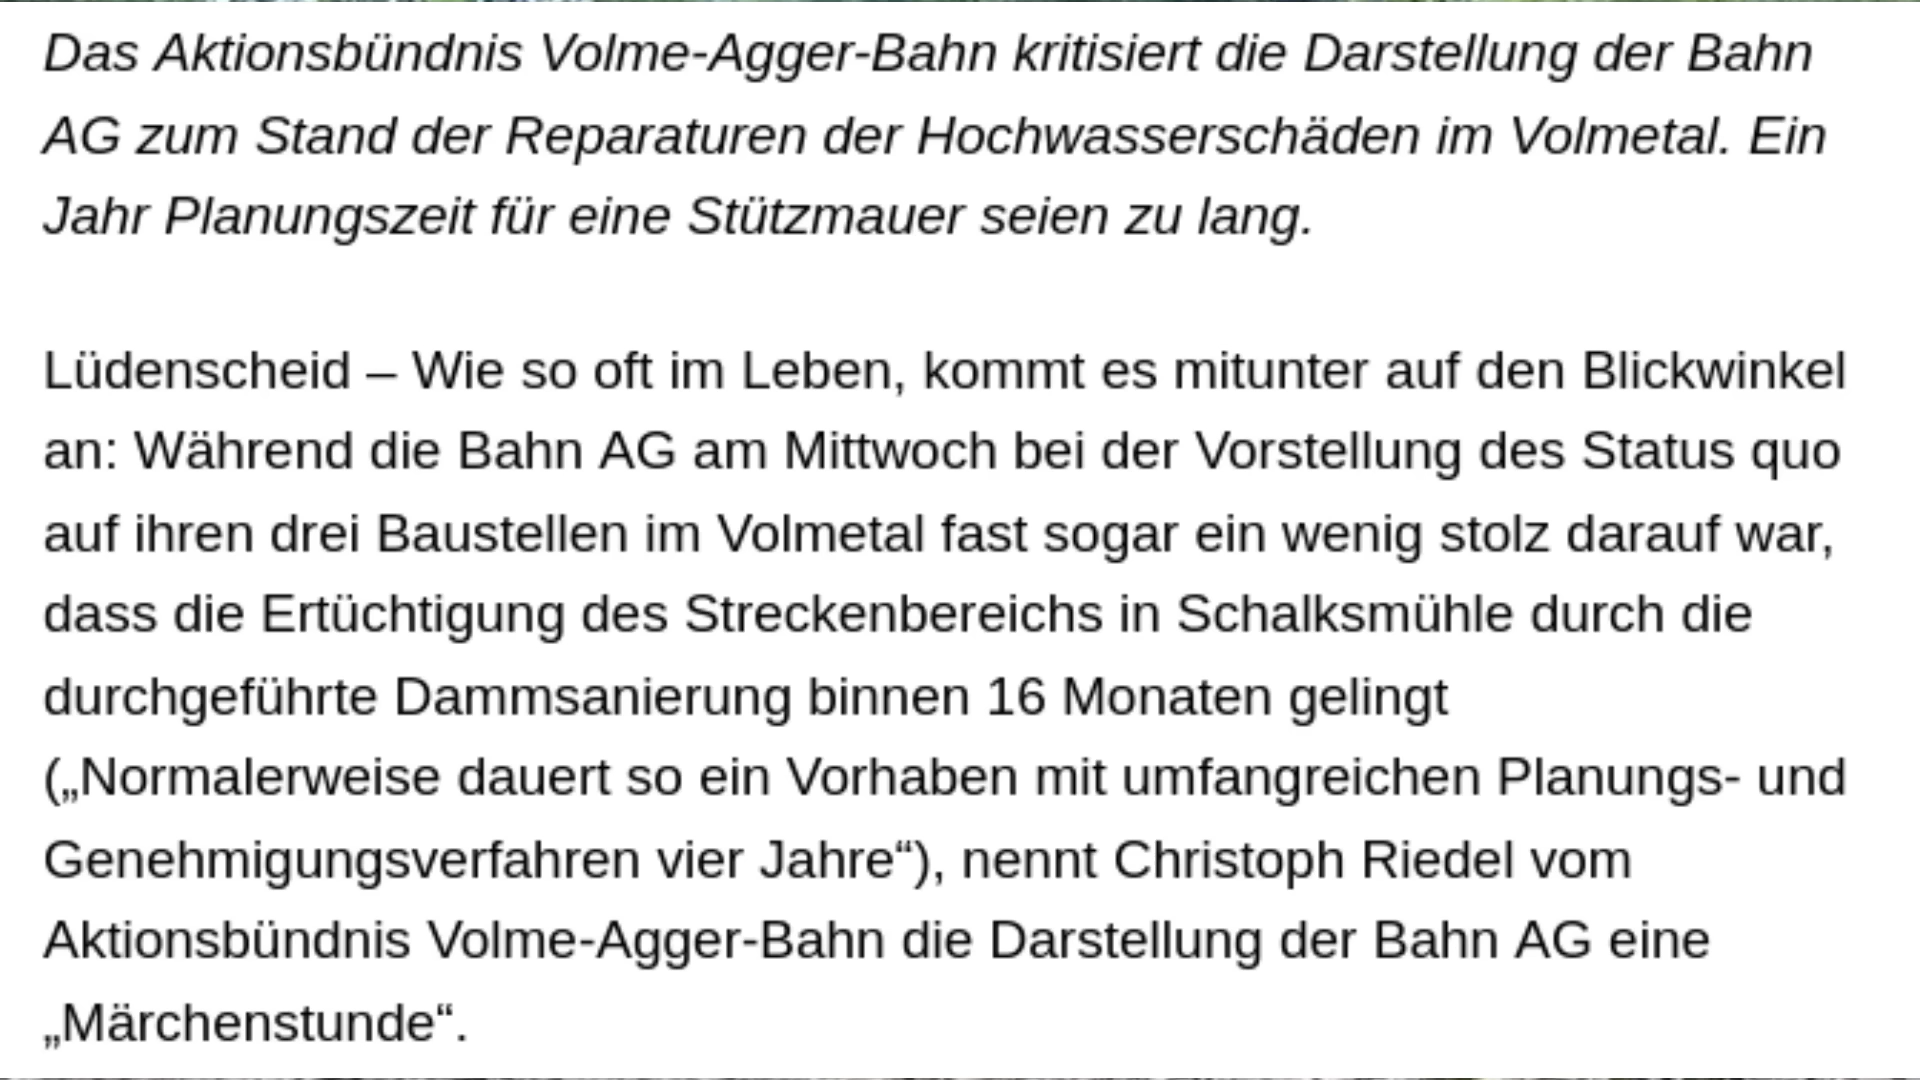 Das Aktionsbündnis Volme-Agger-Bahn kritisiert die Darstellung der Bahn
AG zum Stand der Reparaturen der Hochwasserschäden im Volmetal. Ein
Jahr Planungszeit für eine Stützmauer seien zu lang.
Lüdenscheid – Wie so oft im Leben, kommt es mitunter auf den Blickwinkel
an: Während die Bahn AG am Mittwoch bei der Vorstellung des Status quo
auf ihren drei Baustellen im Volmetal fast sogar ein wenig stolz darauf war,
dass die Ertüchtigung des Streckenbereichs in Schalksmühle durch die
durchgeführte Dammsanierung binnen 16 Monaten gelingt
(„Normalerweise dauert so ein Vorhaben mit umfangreichen Planungs- und
Genehmigungsverfahren vier Jahre“), nennt Christoph Riedel vom
Aktionsbündnis Volme-Agger-Bahn die Darstellung der Bahn AG eine
„Märchenstunde“.